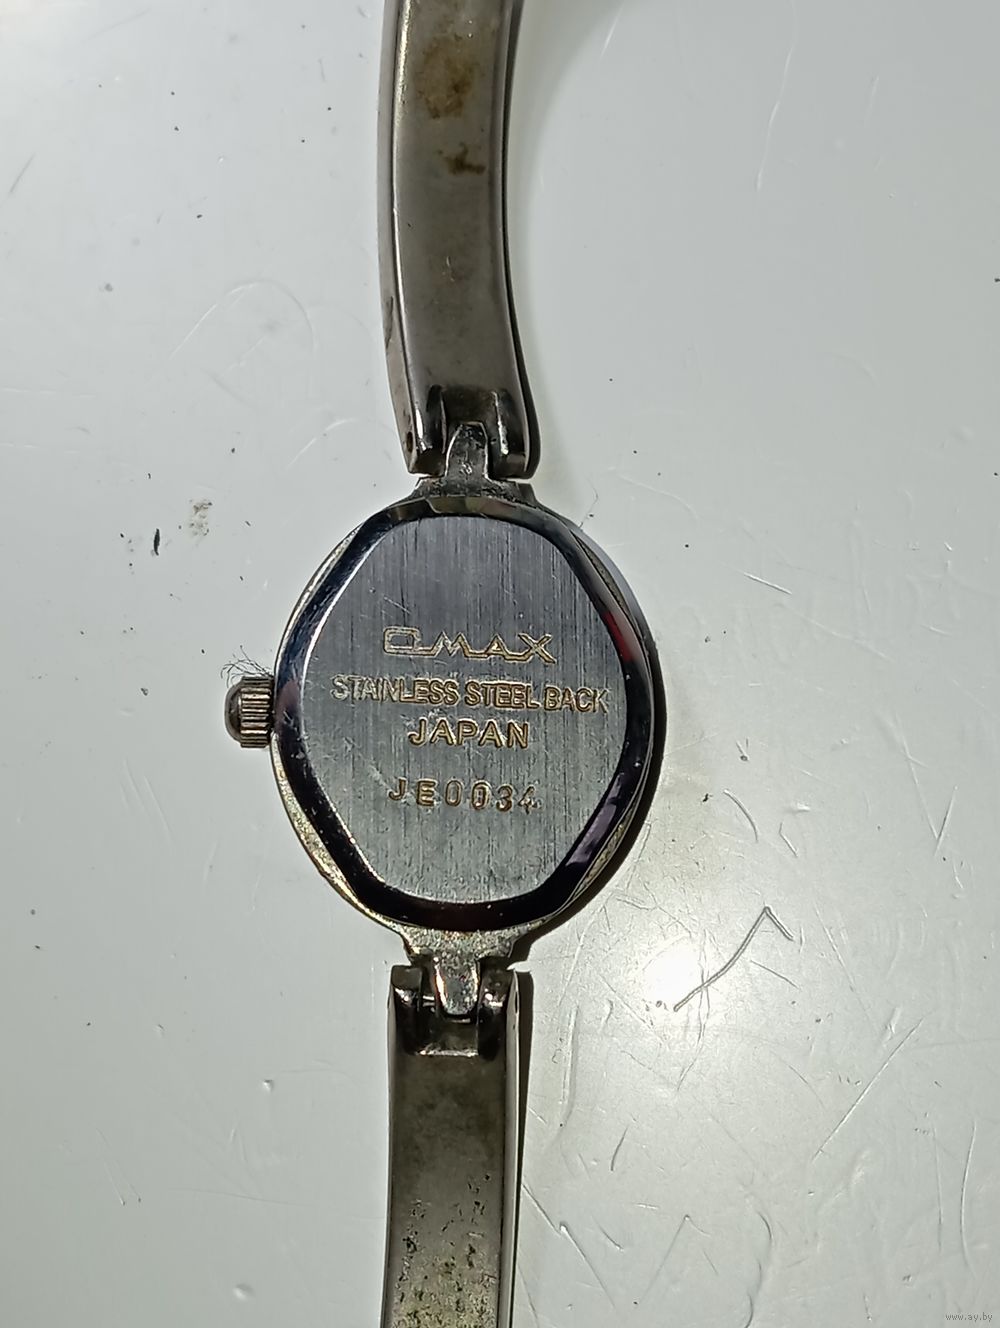 OMAX
STAINLESS STEEL BACK
JAPAN
JE0034
www.ay.by